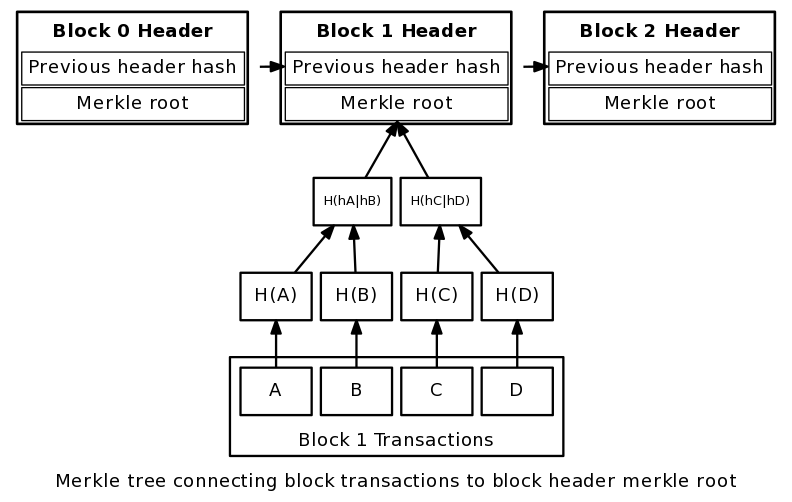 Block 0 Header
Block 1 Header
Block 2 Header
Previous header hash
Previous header hash
Previous header hash
Merkle root
Merkle root
Merkle root
H(hA|hB)
H(hC|hD)
H(A)
H(B)
H(C)
H(D)
A
B
C
D
Block 1 Transactions
Merkle tree connecting block transactions to block header merkle root